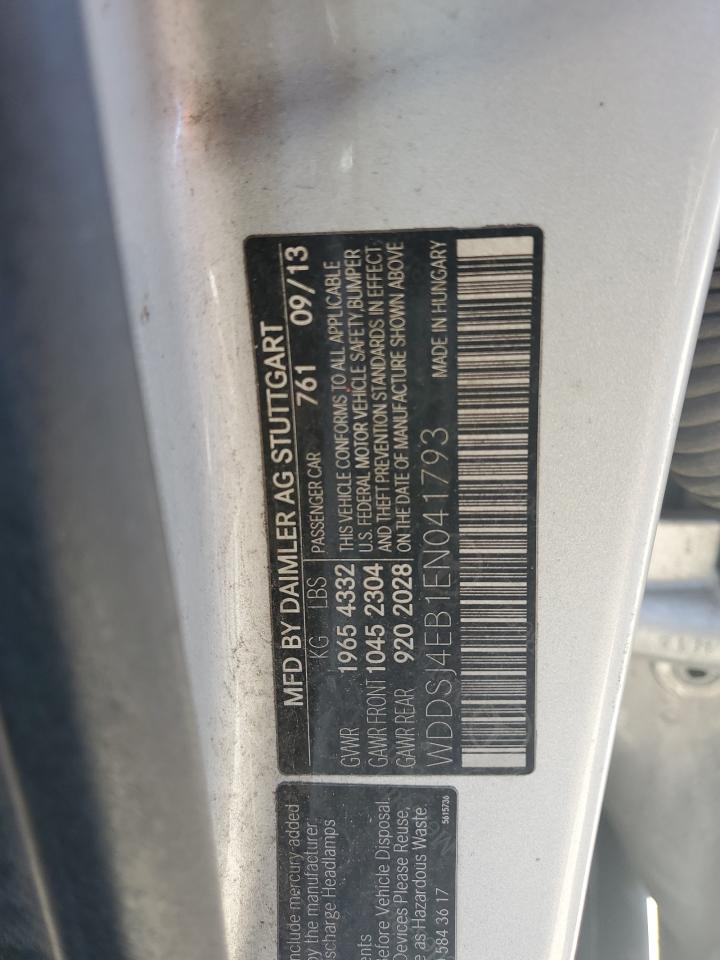 MFD BY DAIMLER AG STUTTGART
KG LBS PASSENGER CAR 761 09/13
GVWR 1965 4332 THIS VEHICLE CONFORMS TO ALL APPLICABLE
GAWR FRONT 1045 2304 U.S. FEDERAL MOTOR VEHICLE SAFETY BUMPER
GAWR REAR 920 2028 AND THEFT PREVENTION STANDARDS IN EFFECT
ON THE DATE OF MANUFACTURE SHOWN ABOVE
WDDSJ4EB1EN041793 MADE IN HUNGARY
nclude mercury-added
by the manufacturer
scharge Headlamps
ents
efore Vehicle Disposal.
Devices Please Reuse,
e as Hazardous Waste
584 36 17
5615736